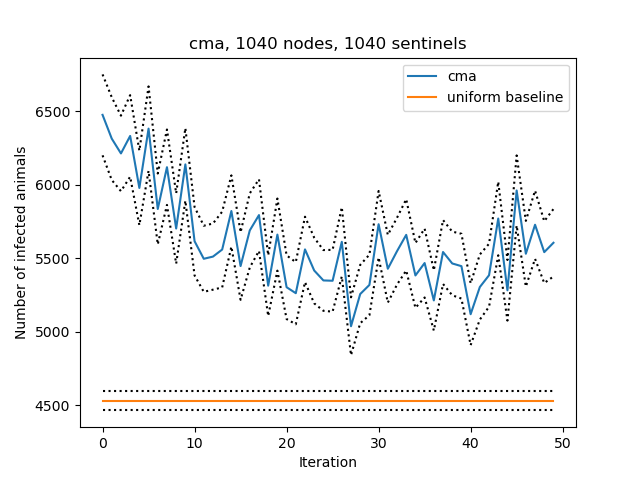 cma, 1040 nodes, 1040 sentinels
cma
uniform baseline
Number of infected animals
6500
6000
5500
5000
4500
0 10 20 30 40 50
Iteration